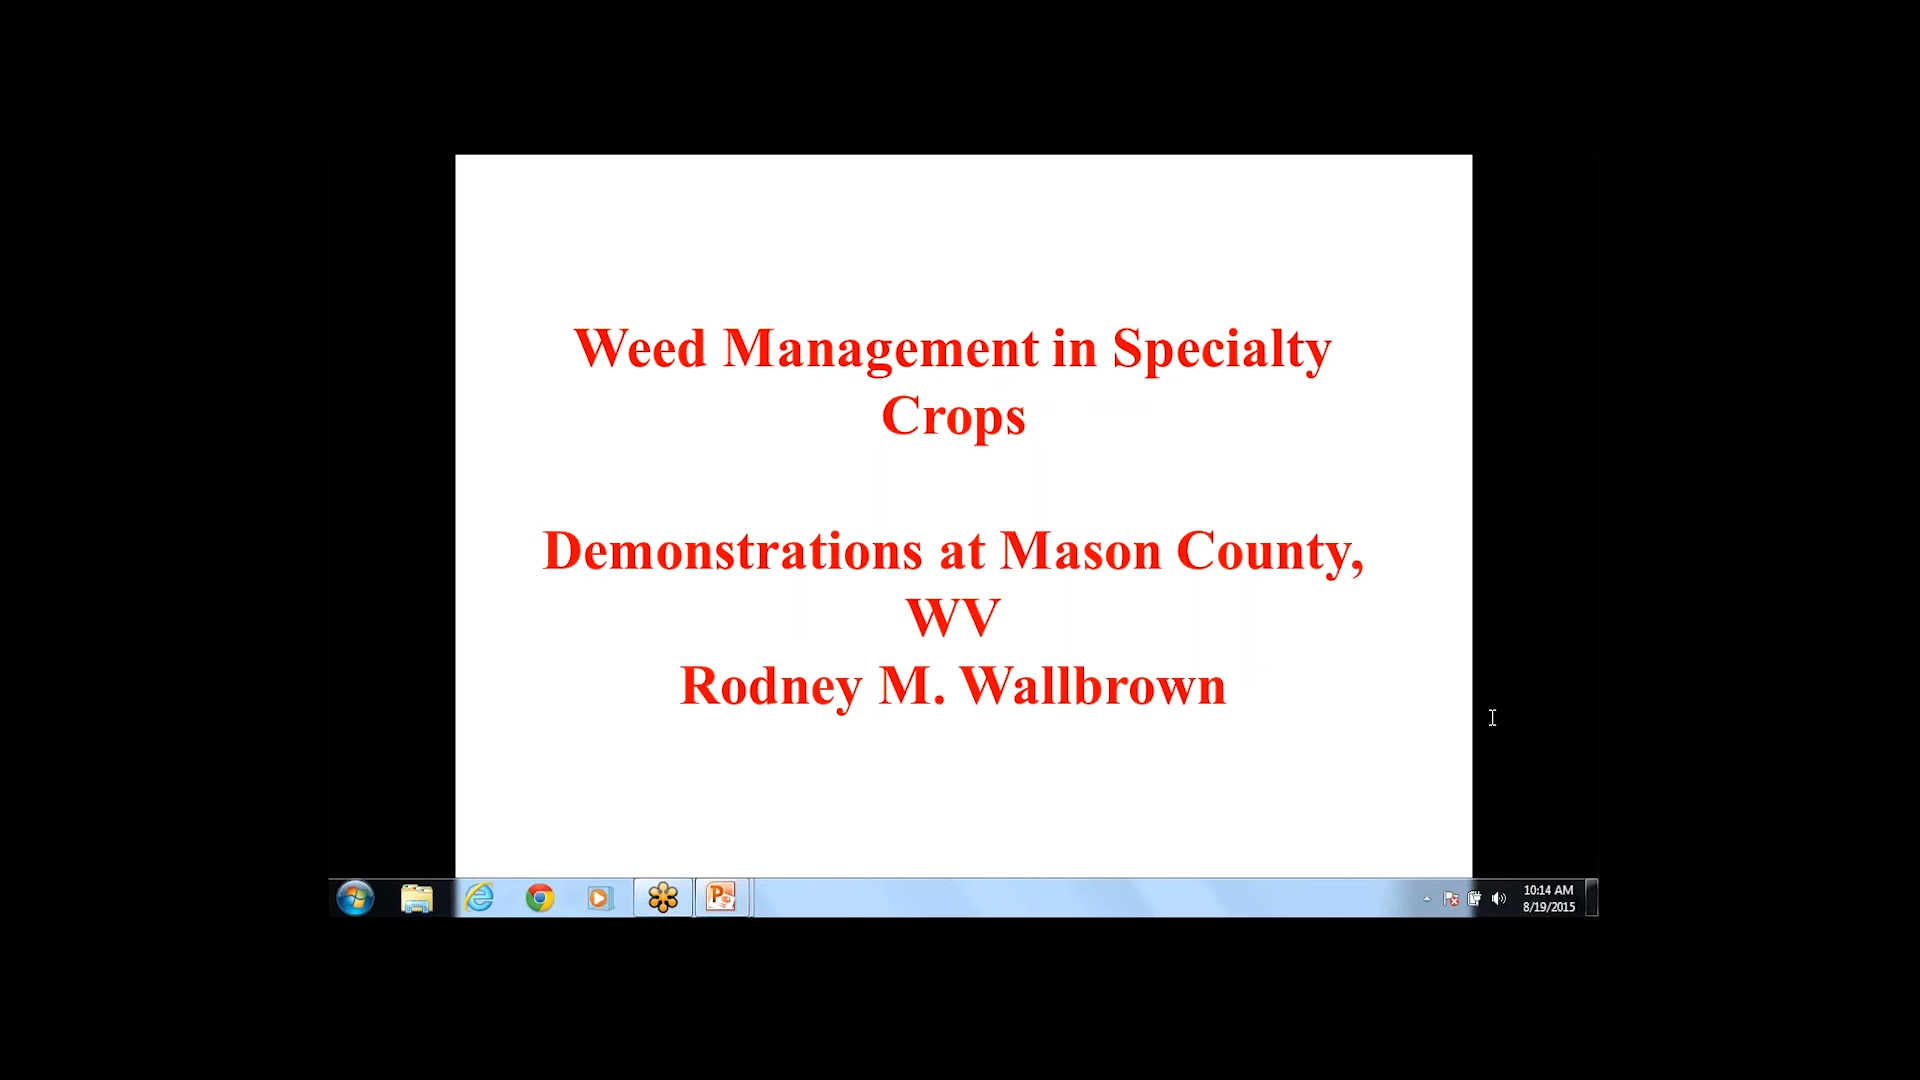 Weed Management in Specialty
Crops
Demonstrations at Mason County,
WV
Rodney M. Wallbrown
10:14 AM
8/19/2015